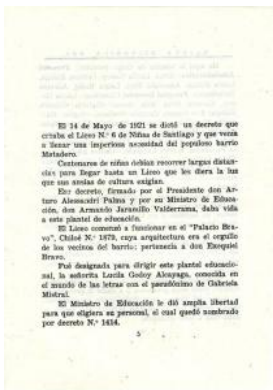 El 14 de Mayo de 1921 se dictó un decreto que
creaba el Liceo N.º 6 de Niñas de Santiago y que venía
a llenar una imperiosa necesidad del populoso barrio
Matadero.
Centenares de niñas debían recorrer largas distan-
cias para llegar hasta un Liceo que les diera la luz
que sus ansias de cultura exigían.
Ese decreto, firmado por el Presidente don Ar-
turo Alessandri Palma y por su Ministro de Educa-
ción, don Armando Jaramillo Valderrama, daba vida
a este plantel de educación.
El Liceo comenzó a funcionar en el "Palacio Bra-
vo", Chiloé N.º 1879, cuya arquitectura era el orgullo
de los vecinos del barrio; pertenecía a don Exequiel
Bravo.
Fué designada para dirigir este plantel educacio-
nal, la señorita Lucila Godoy Alcayaga, conocida en
el mundo de las letras con el pseudónimo de Gabriela
Mistral.
El Ministro de Educación le dió amplia libertad
para que eligiera su personal, el cual quedó nombrado
por decreto N.º 1414.
5